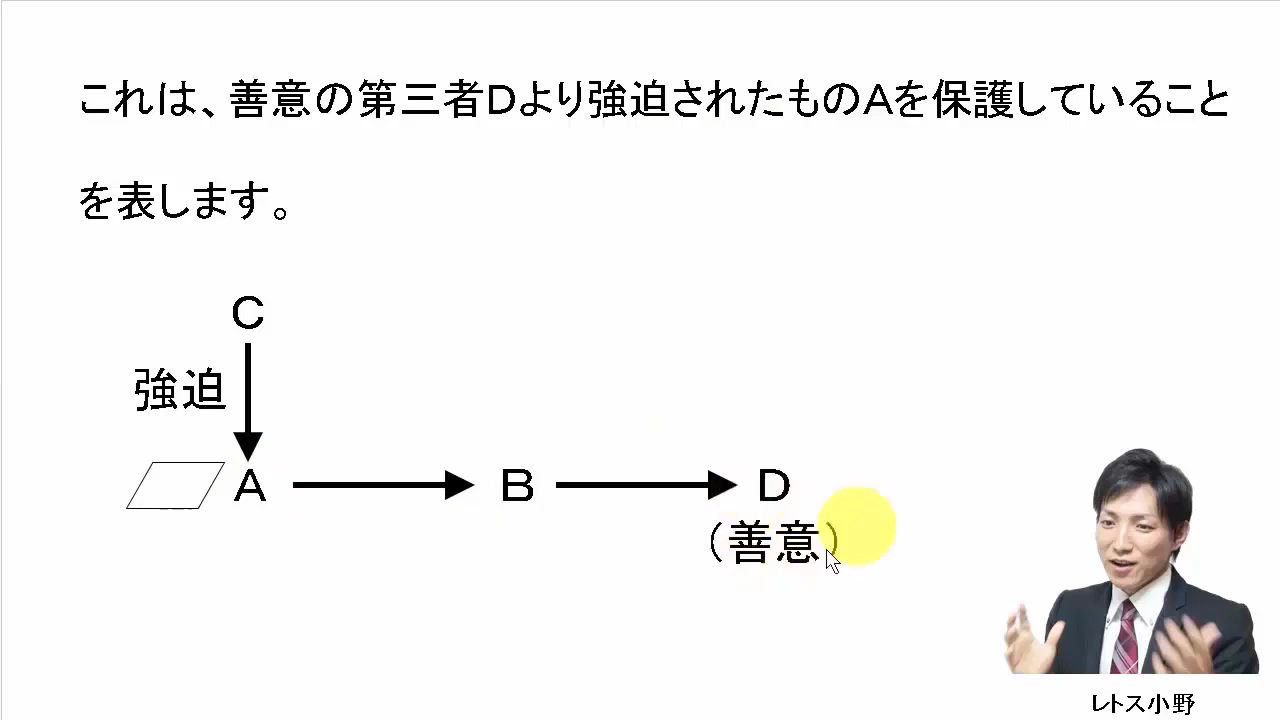 これは、善意の第三者Dより強迫されたものAを保護していること
を表します。
C
強迫
A
B
D
(善意)
レトス小野